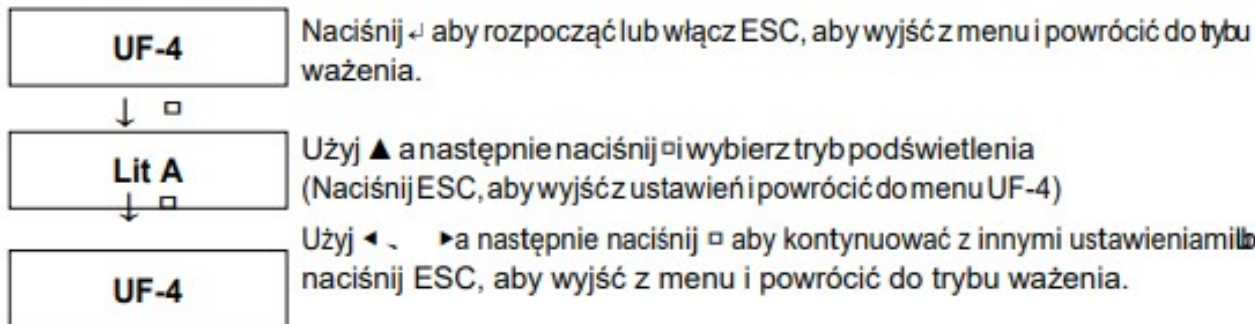 UF-4
Naciśnij ↵ aby rozpocząć lub włącz ESC, aby wyjść z menu i powrócić do trybu
ważenia.
↓ □
Lit A
Użyj ▲ a następnie naciśnij □ i wybierz tryb podświetlenia
(Naciśnij ESC, aby wyjść z ustawień i powrócić do menu UF-4)
↓ □
Użyj ◄ 、 ► a następnie naciśnij □ aby kontynuować z innymi ustawieniami
naciśnij ESC, aby wyjść z menu i powrócić do trybu ważenia.
UF-4